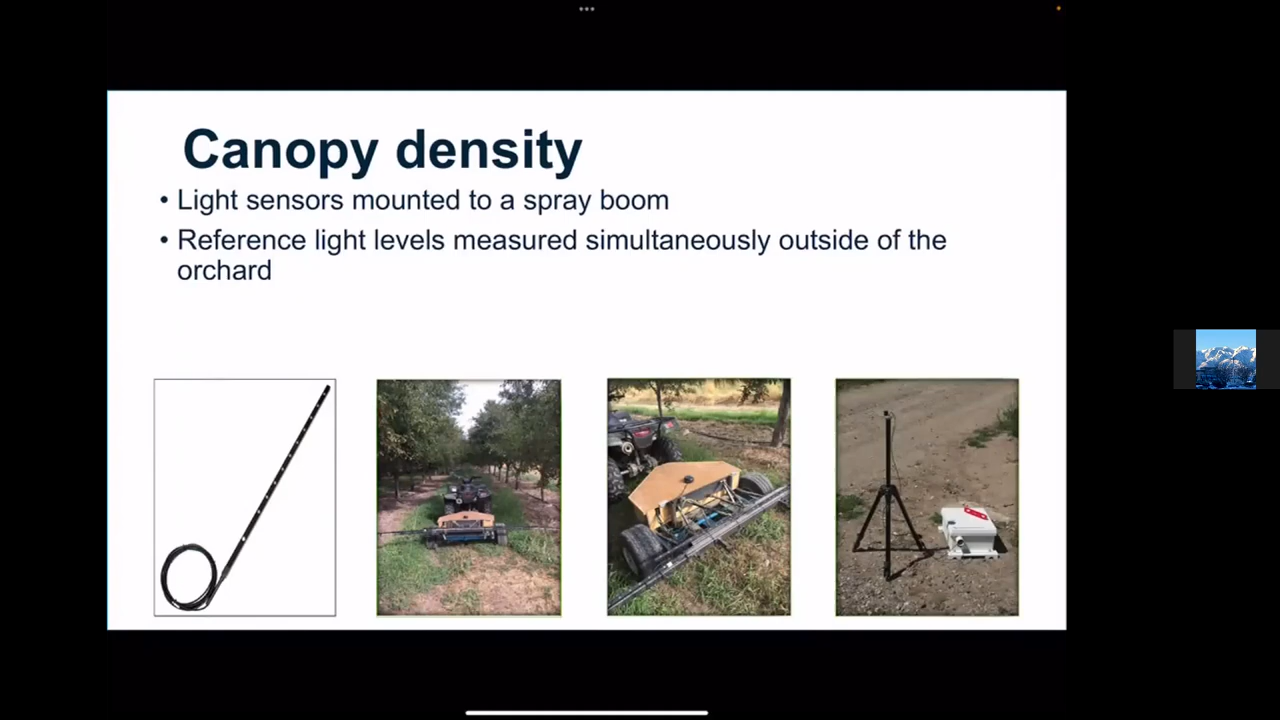 Canopy density
• Light sensors mounted to a spray boom
• Reference light levels measured simultaneously outside of the
orchard